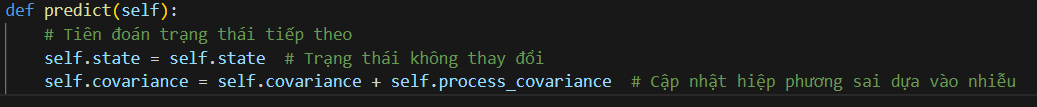 def predict(self):
# Tiên đoán trạng thái tiếp theo
self.state = self.state # Trạng thái không thay đổi
self.covariance = self.covariance + self.process_covariance # Cập nhật hiệp phương sai dựa vào nhiễu